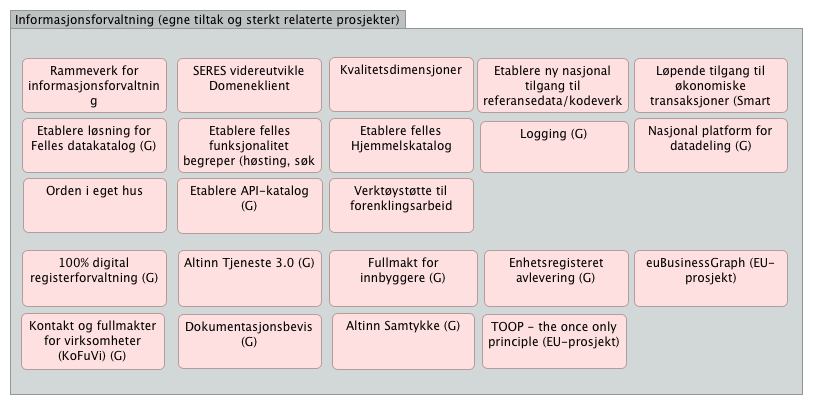 Informasjonsforvaltning (egne tiltak og sterkt relaterte prosjekter)
Rammeverk for
informasjonsforvaltnin
g
SERES videreutvikle
Domeneklient
Kvalitetsdimensjoner
Etablere ny nasjonal
tilgang til
referansedata/kodeverk
Løpende tilgang til
økonomiske
transaksjoner (Smart
Etablere løsning for
Felles datakatalog (G)
Etablere felles
funksjonalitet
begreper (høsting, søk
Etablere felles
Hjemmelskatalog
Logging (G)
Nasjonal platform for
datadeling (G)
Orden i eget hus
Etablere API-katalog
(G)
Verktøystøtte til
forenklingsarbeid
100% digital
registerforvaltning (G)
Altinn Tjeneste 3.0 (G)
Fullmakt for
innbyggere (G)
Enhetsregisteret
avlevering (G)
euBusinessGraph (EU-
prosjekt)
Kontakt og fullmakter
for virksomheter
(KoFuVi) (G)
Dokumentasjonsbevis
(G)
Altinn Samtykke (G)
TOOP - the once only
principle (EU-prosjekt)